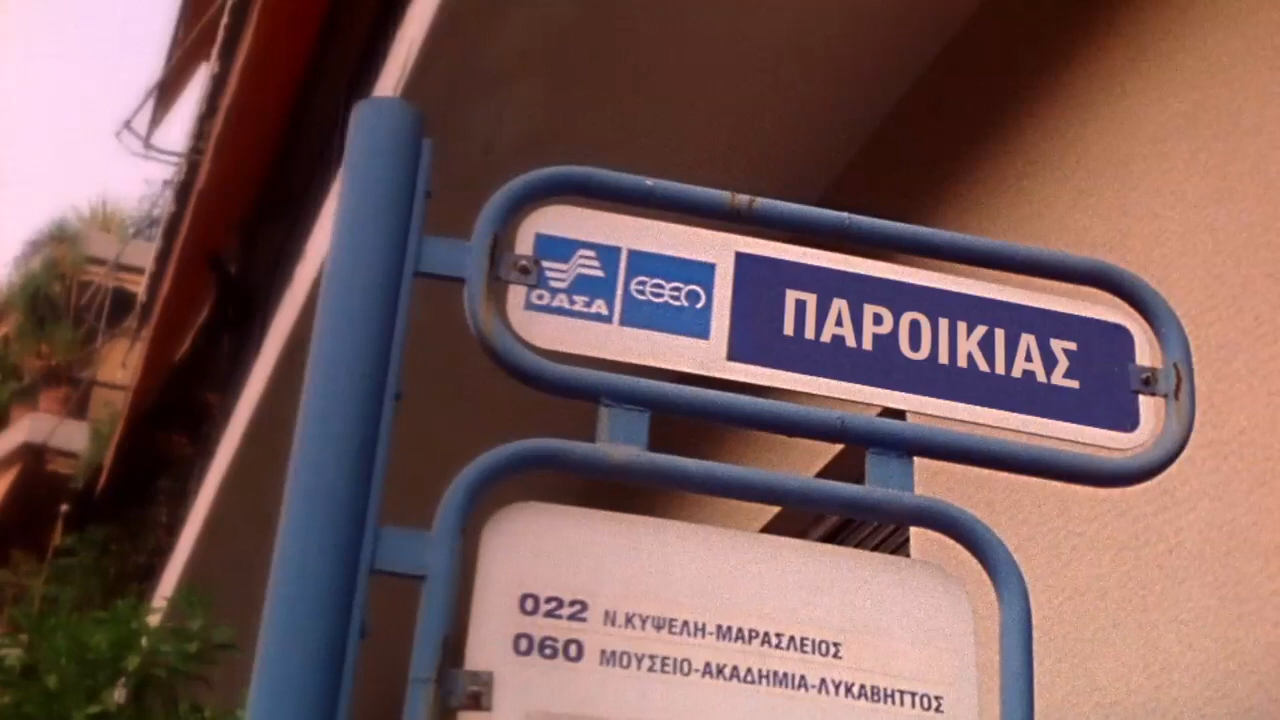 ΟΑΣΑ ΕΘΕΛ ΠΑΡΟΙΚΙΑΣ
022 Ν.ΚΥΨΕΛΗ-ΜΑΡΑΣΛΕΙΟΣ
060 ΜΟΥΣΕΙΟ-ΑΚΑΔΗΜΙΑ-ΛΥΚΑΒΗΤΤΟΣ